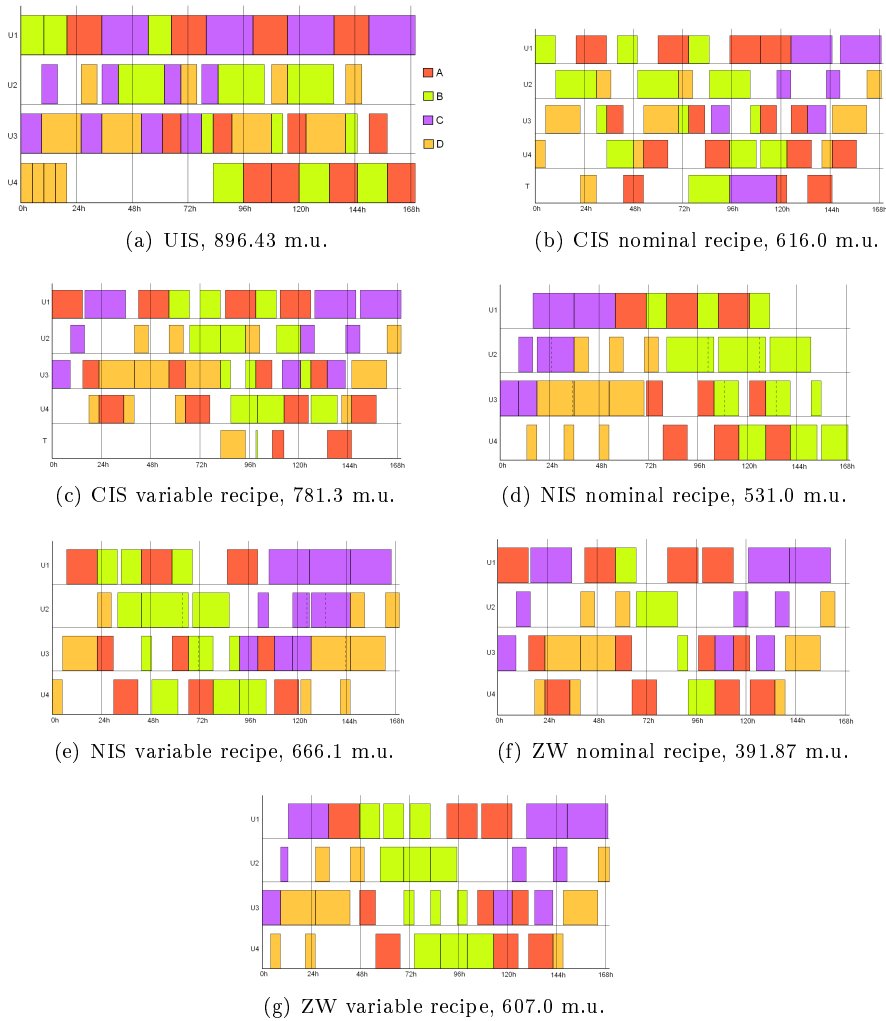 U1
U2
U3
U4
0h 24h 48h 72h 96h 120h 144h 168h
A
B
C
D
(a) UIS, 896.43 m.u.
U1
U2
U3
U4
T
0h 24h 48h 72h 96h 120h 144h 168h
(b) CIS nominal recipe, 616.0 m.u.
U1
U2
U3
U4
T
0h 24h 48h 72h 96h 120h 144h 168h
(c) CIS variable recipe, 781.3 m.u.
U1
U2
U3
U4
0h 24h 48h 72h 96h 120h 144h 168h
(d) NIS nominal recipe, 531.0 m.u.
U1
U2
U3
U4
0h 24h 48h 72h 96h 120h 144h 168h
(e) NIS variable recipe, 666.1 m.u.
U1
U2
U3
U4
0h 24h 48h 72h 96h 120h 144h 168h
(f) ZW nominal recipe, 391.87 m.u.
U1
U2
U3
U4
0h 24h 48h 72h 96h 120h 144h 168h
(g) ZW variable recipe, 607.0 m.u.